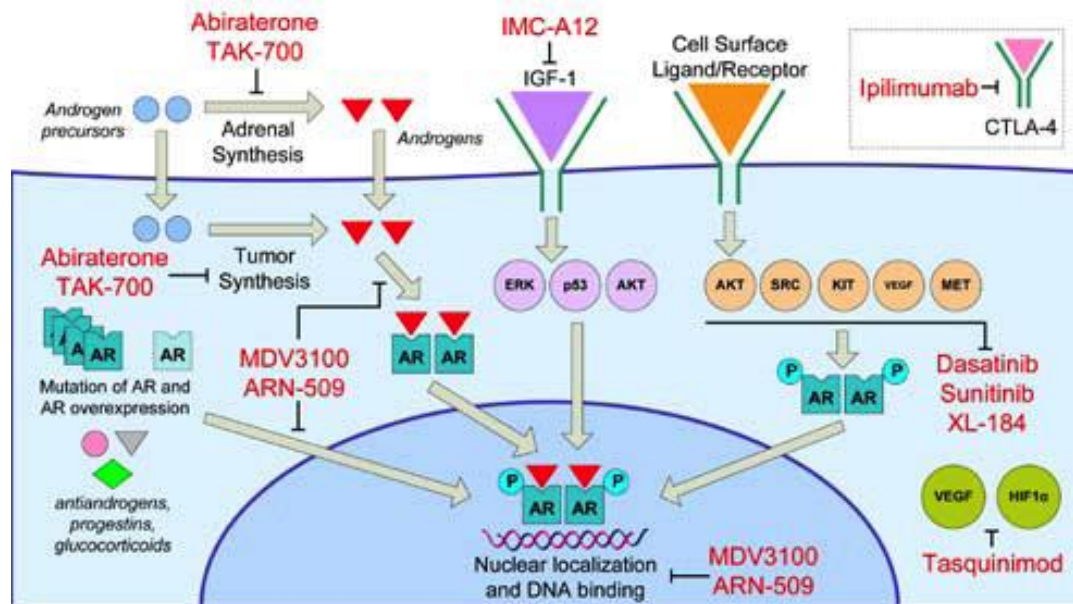 Abiraterone
TAK-700
Androgen
precursors
Adrenal
Synthesis
Androgens
IMC-A12
IGF-1
Cell Surface
Ligand/Receptor
Ipilimumab
CTLA-4
Abiraterone
TAK-700
Tumor
Synthesis
ERK
p53
AKT
AKT
SRC
KIT
VEGF
MET
AR
AR
AR
AR
AR
Mutation of AR and
AR overexpression
MDV3100
ARN-509
AR
AR
P
P
AR
AR
Dasatinib
Sunitinib
XL-184
antiandrogens,
progestins,
glucocorticoids
P
P
AR
AR
Nuclear localization
and DNA binding
MDV3100
ARN-509
VEGF
HIF1α
Tasquinimod